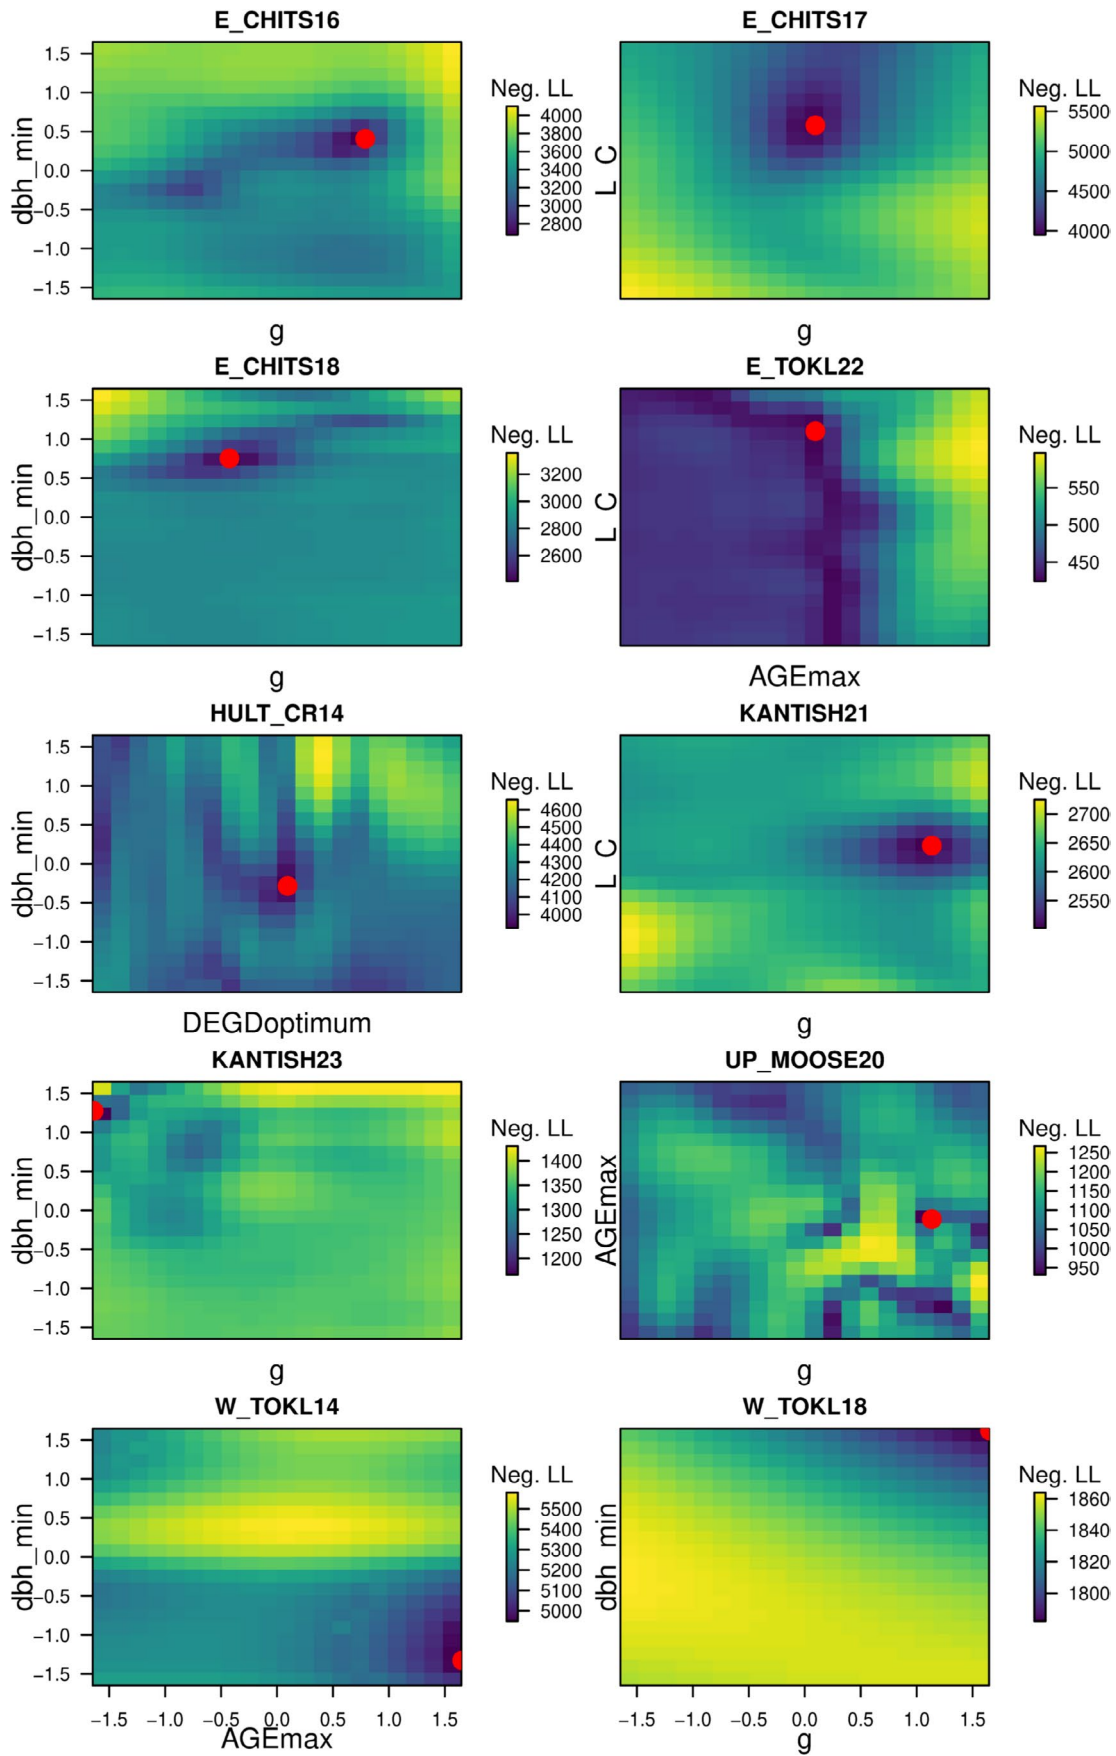 E_CHITS16
E_CHITS17
dbh_min
1.5
1.0
0.5
0.0
−0.5
−1.0
−1.5
g
Neg. LL
4000
3800
3600
3400
3200
3000
2800
L C
g
Neg. LL
5500
5000
4500
4000
E_CHITS18
E_TOKL22
dbh_min
1.5
1.0
0.5
0.0
−0.5
−1.0
−1.5
g
Neg. LL
3200
3000
2800
2600
L C
AGEmax
Neg. LL
550
500
450
HULT_CR14
KANTISH21
dbh_min
1.5
1.0
0.5
0.0
−0.5
−1.0
−1.5
DEGDoptimum
Neg. LL
4600
4500
4400
4300
4200
4100
4000
L C
g
Neg. LL
2700
2650
2600
2550
KANTISH23
UP_MOOSE20
dbh_min
1.5
1.0
0.5
0.0
−0.5
−1.0
−1.5
g
Neg. LL
1400
1350
1300
1250
1200
AGEmax
g
Neg. LL
1250
1200
1150
1100
1050
1000
950
W_TOKL14
W_TOKL18
dbh_min
1.5
1.0
0.5
0.0
−0.5
−1.0
−1.5
−1.5 −1.0 −0.5 0.0 0.5 1.0 1.5
AGEmax
Neg. LL
5500
5400
5300
5200
5100
5000
dbh_min
−1.5 −1.0 −0.5 0.0 0.5 1.0 1.5
g
Neg. LL
1860
1840
1820
1800